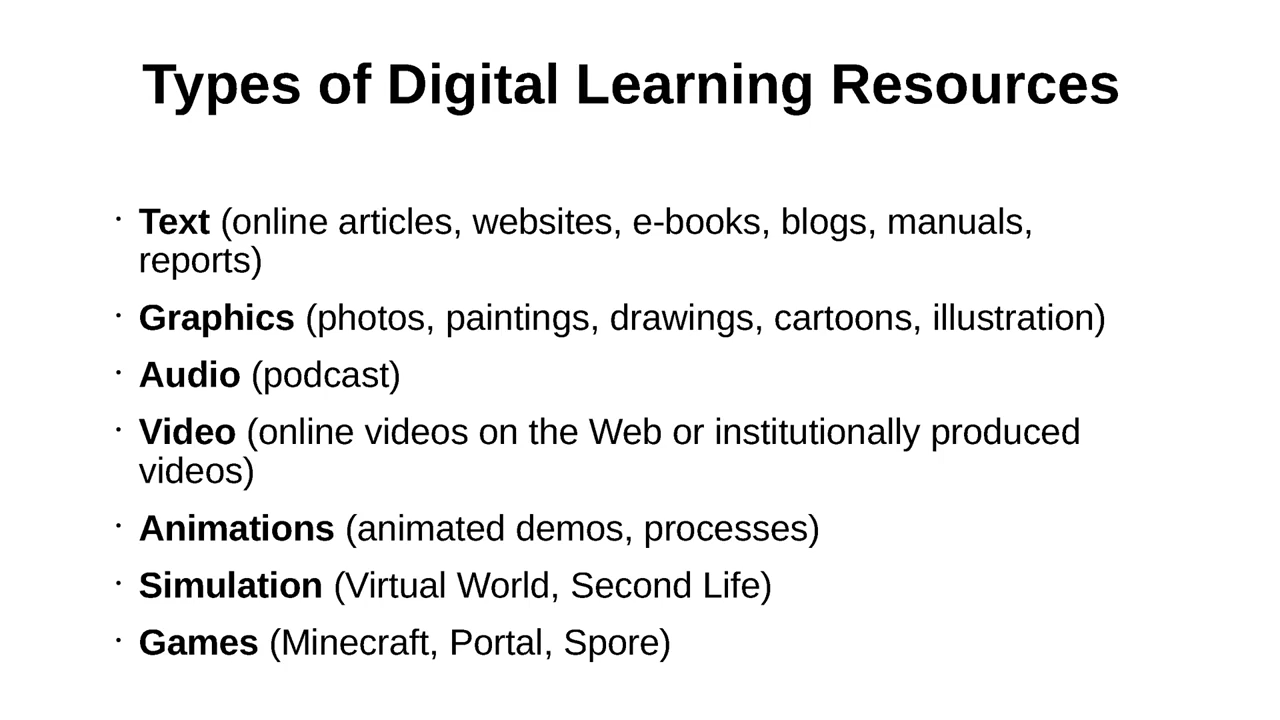 Types of Digital Learning Resources
· Text (online articles, websites, e-books, blogs, manuals,
reports)
· Graphics (photos, paintings, drawings, cartoons, illustration)
· Audio (podcast)
· Video (online videos on the Web or institutionally produced
videos)
· Animations (animated demos, processes)
· Simulation (Virtual World, Second Life)
· Games (Minecraft, Portal, Spore)